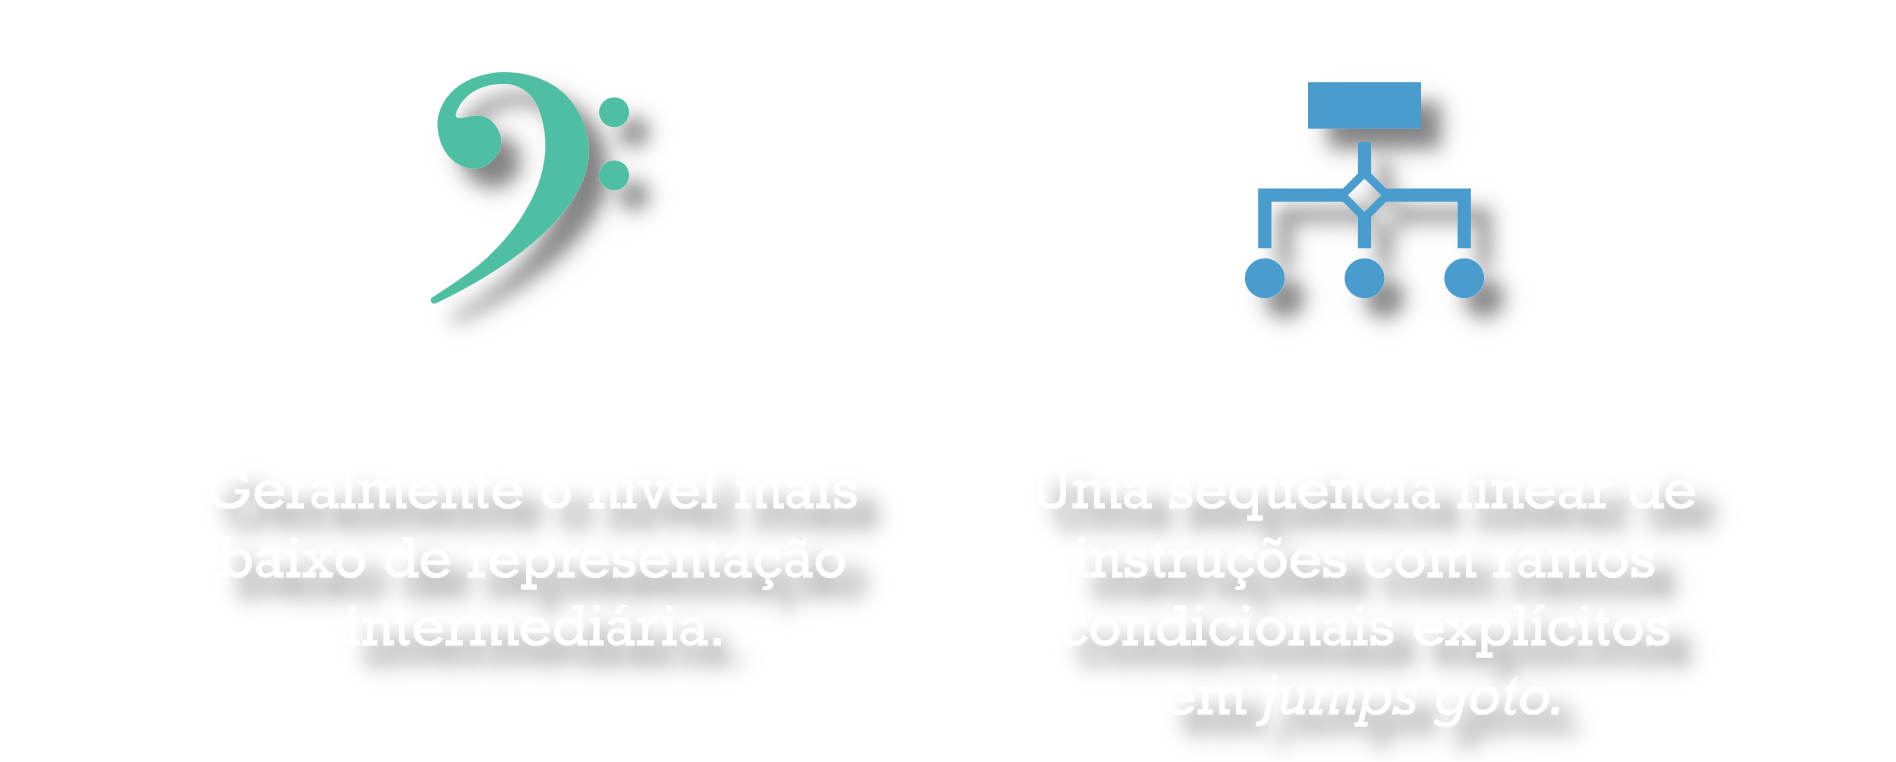 Geralmente o nível mais
baixo de representação
intermediária.
Uma sequência linear de
instruções com ramos
condicionais explícitos
em jumps goto.